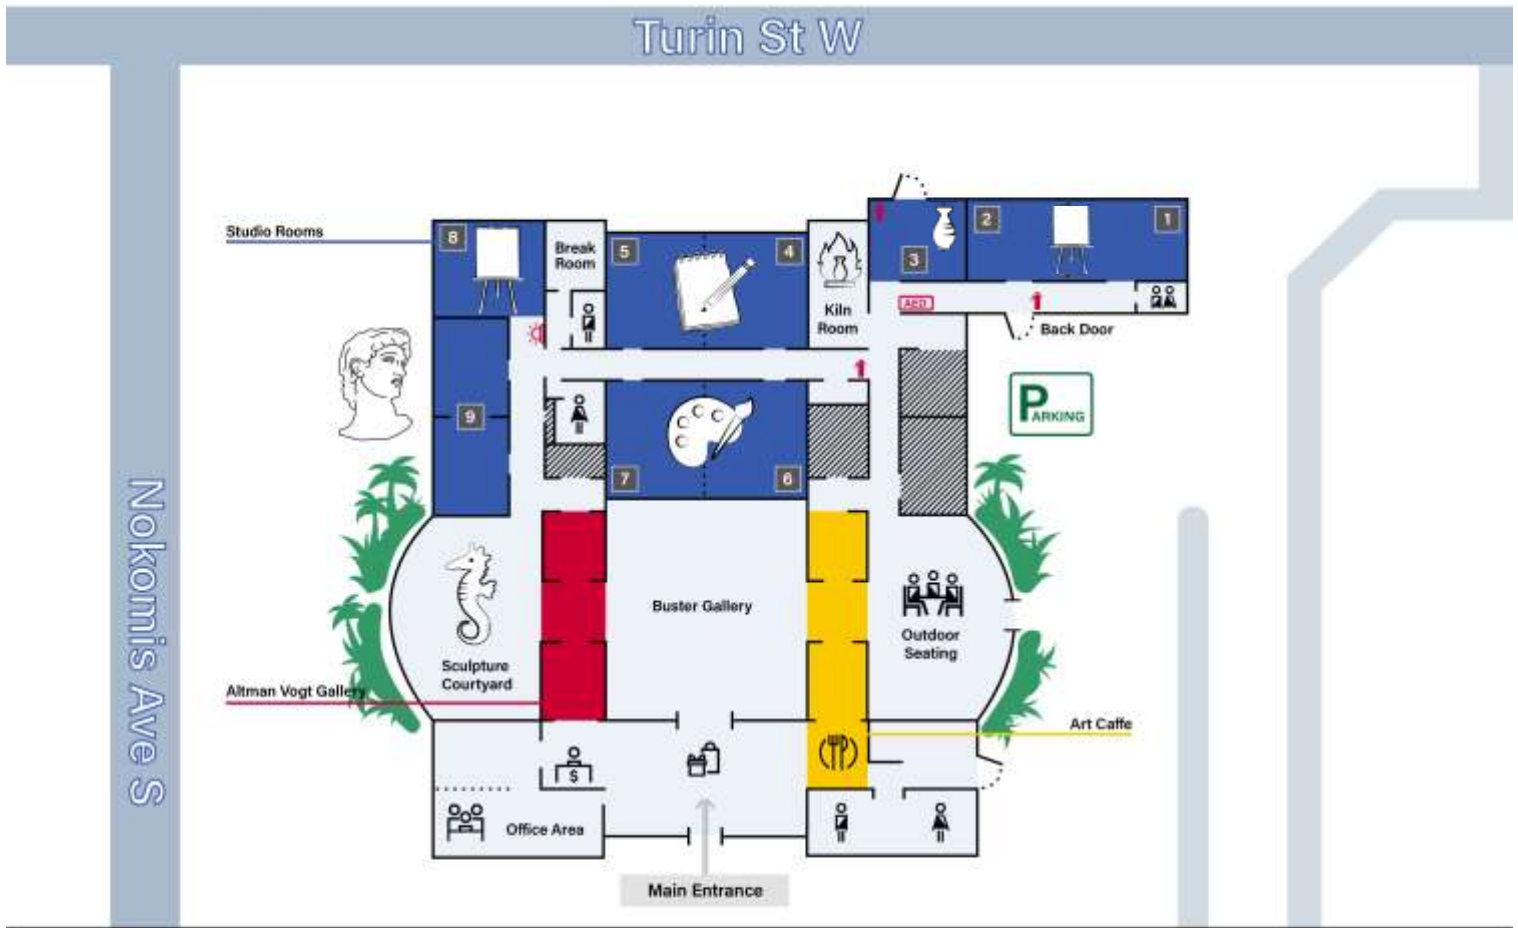 Turin St W
Studio Rooms
8
Break
Room
5
4
Kiln
Room
3
2
1
AED
Back Door
PARKING
9
7
6
Nokomis Ave S
Buster Gallery
Outdoor
Seating
Sculpture
Courtyard
Altman Vogt Gallery
Art Caffe
$
Office Area
Main Entrance